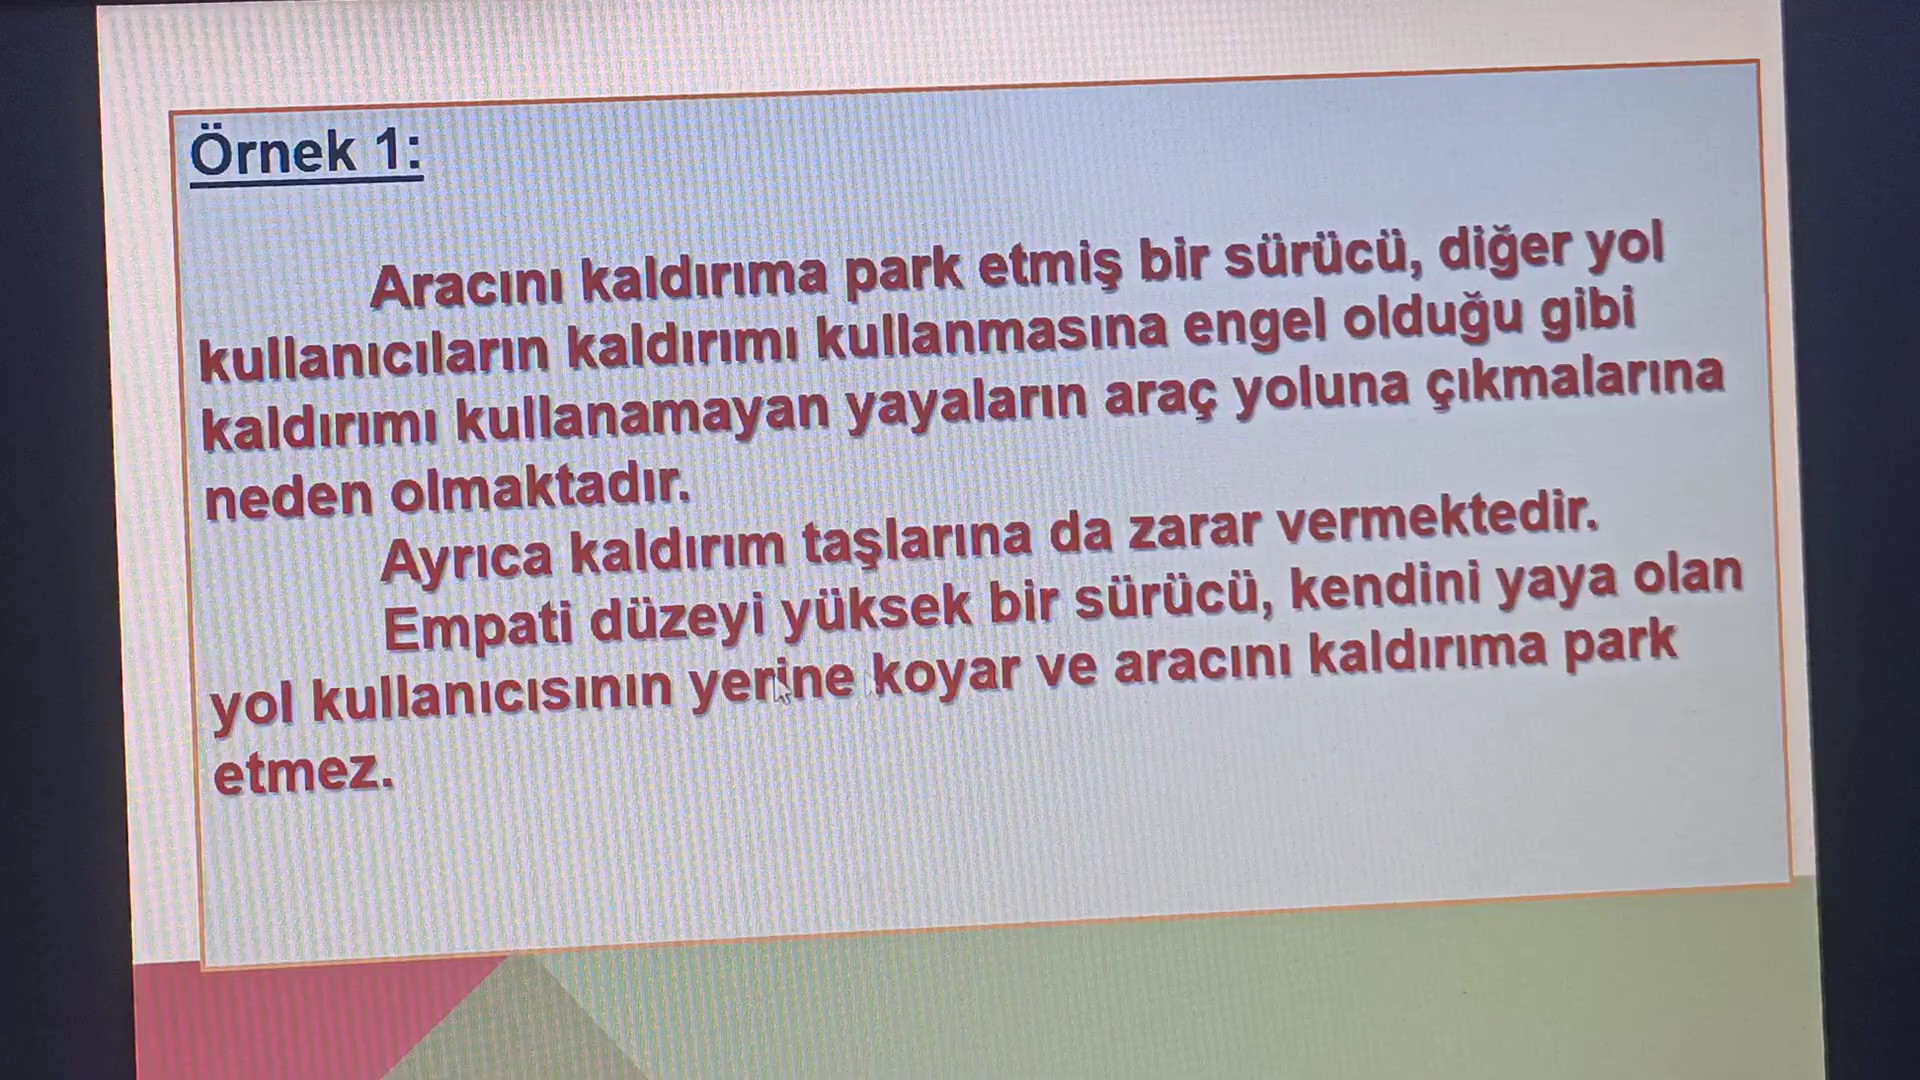 Örnek 1:
Aracını kaldırıma park etmiş bir sürücü, diğer yol
kullanıcıların kaldırımı kullanmasına engel olduğu gibi
kaldırımı kullanamayan yayaların araç yoluna çıkmalarına
neden olmaktadır.
Ayrıca kaldırım taşlarına da zarar vermektedir.
Empati düzeyi yüksek bir sürücü, kendini yaya olan
yol kullanıcısının yerine koyar ve aracını kaldırıma park
etmez.